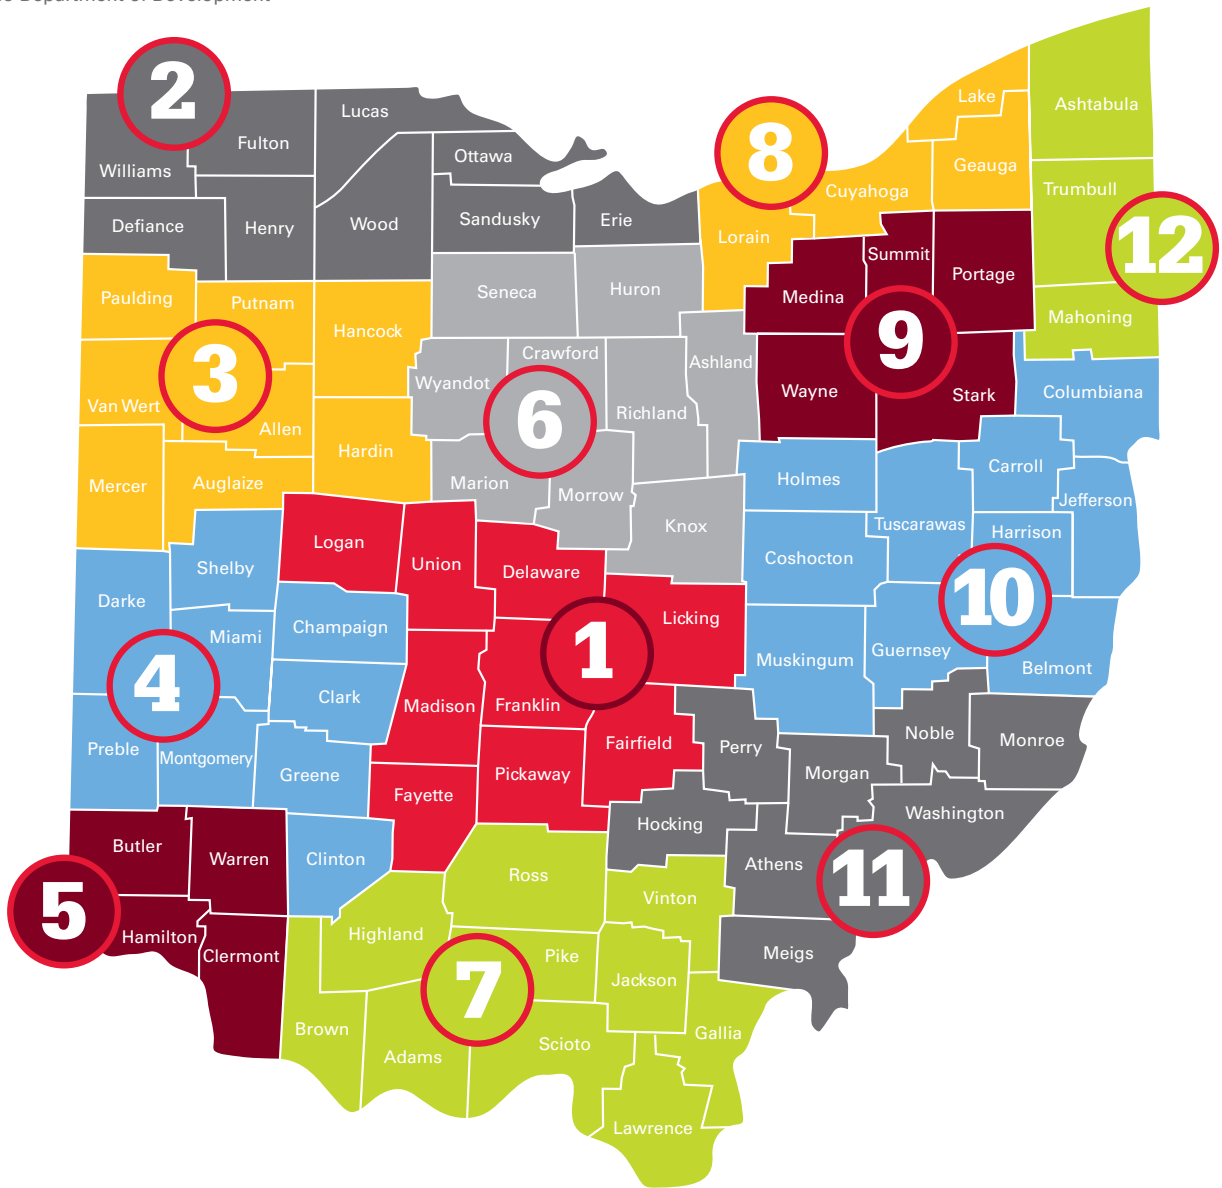 Department of Development
2
Lucas
Fulton
Williams
Ottawa
Defiance
Henry
Wood
Sandusky
Erie
8
Lake
Ashtabula
Geauga
Cuyahoga
Trumbull
Lorain
12
Summit
Portage
Medina
Mahoning
9
Paulding
Putnam
Hancock
Seneca
Huron
3
Van Wert
Allen
Hardin
Mercer
Auglaize
Wyandot
Crawford
Ashland
6
Richland
Marion
Morrow
Knox
Wayne
Stark
Columbiana
Holmes
Carroll
Jefferson
Tuscarawas
Harrison
Coshocton
10
Muskingum
Guernsey
Belmont
Logan
Union
Delaware
Licking
1
Shelby
Darke
Miami
Champaign
4
Clark
Madison
Franklin
Fairfield
Preble
Montgomery
Greene
Fayette
Pickaway
Perry
Noble
Monroe
Morgan
Washington
Hocking
Athens
11
Butler
Warren
Clinton
5
Hamilton
Clermont
Ross
Vinton
Highland
Pike
7
Jackson
Meigs
Brown
Adams
Scioto
Gallia
Lawrence